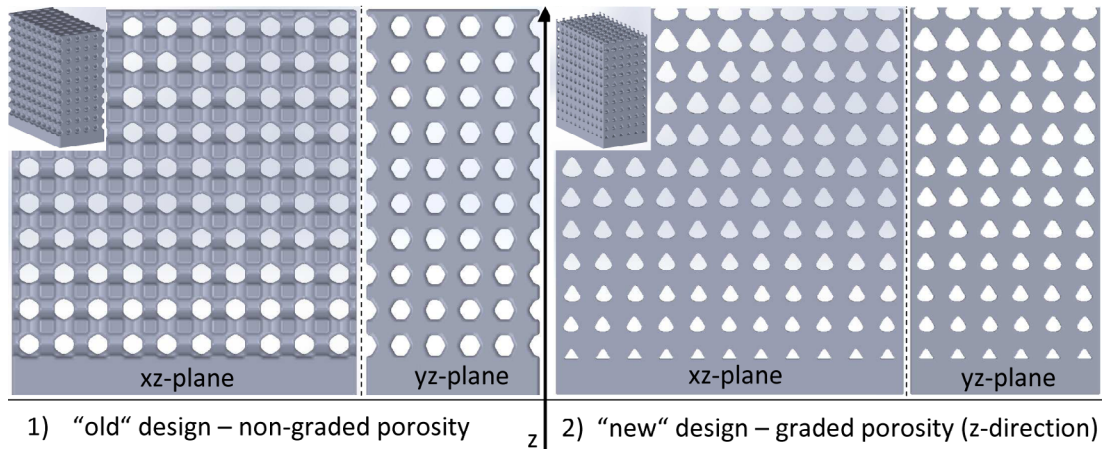 xz-plane
yz-plane
xz-plane
yz-plane
1) “old“ design – non-graded porosity
z
2) “new“ design – graded porosity (z-direction)